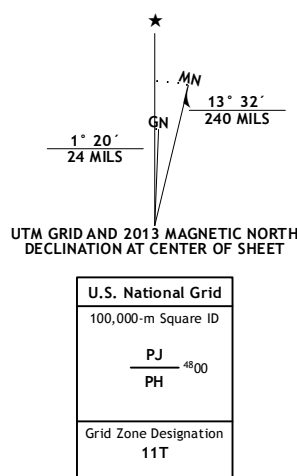 ★
MN
GN
13° 32´
240 MILS
1° 20´
24 MILS
UTM GRID AND 2013 MAGNETIC NORTH
DECLINATION AT CENTER OF SHEET
U.S. National Grid
100,000-m Square ID
PJ
⁴⁸00
PH
Grid Zone Designation
11T